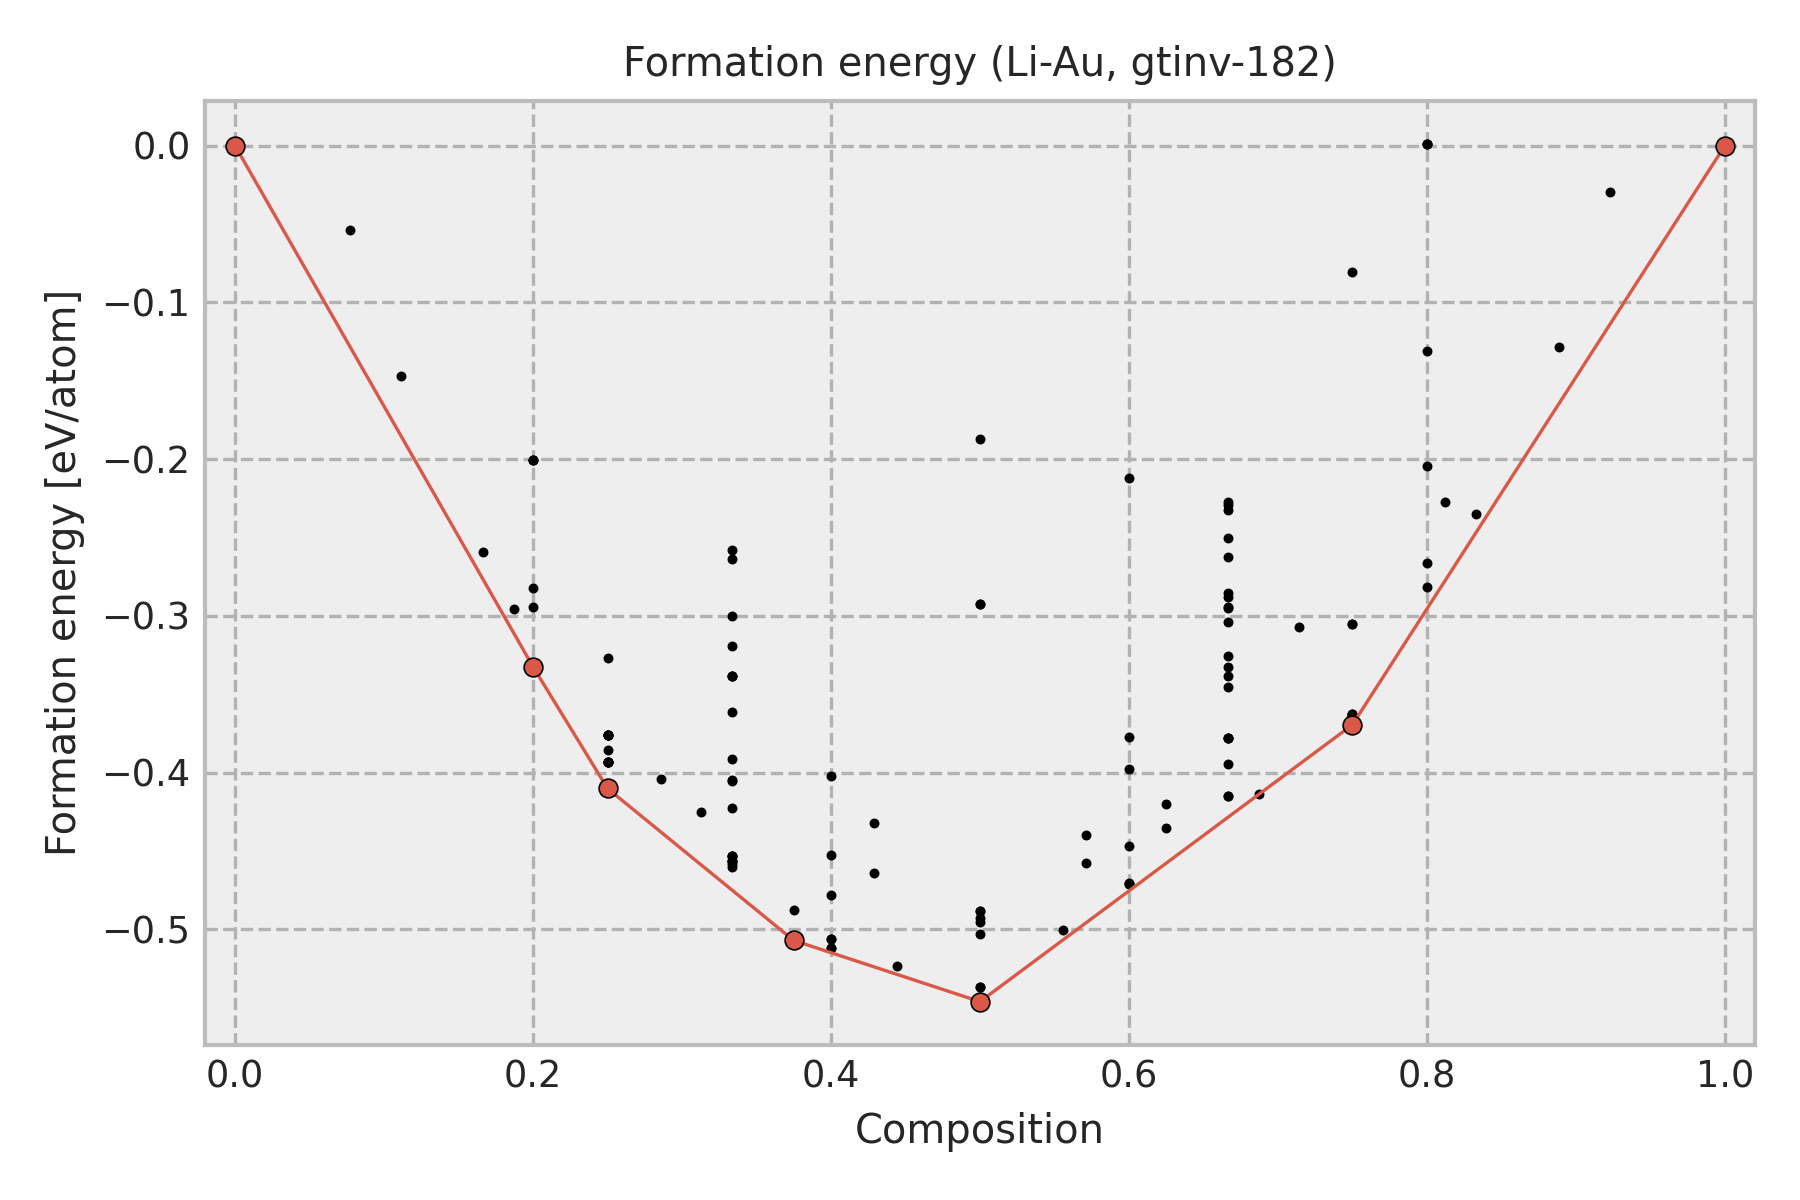 Formation energy (Li-Au, gtinv-182)
Formation energy [eV/atom]
0.0
−0.1
−0.2
−0.3
−0.4
−0.5
0.0 0.2 0.4 0.6 0.8 1.0
Composition